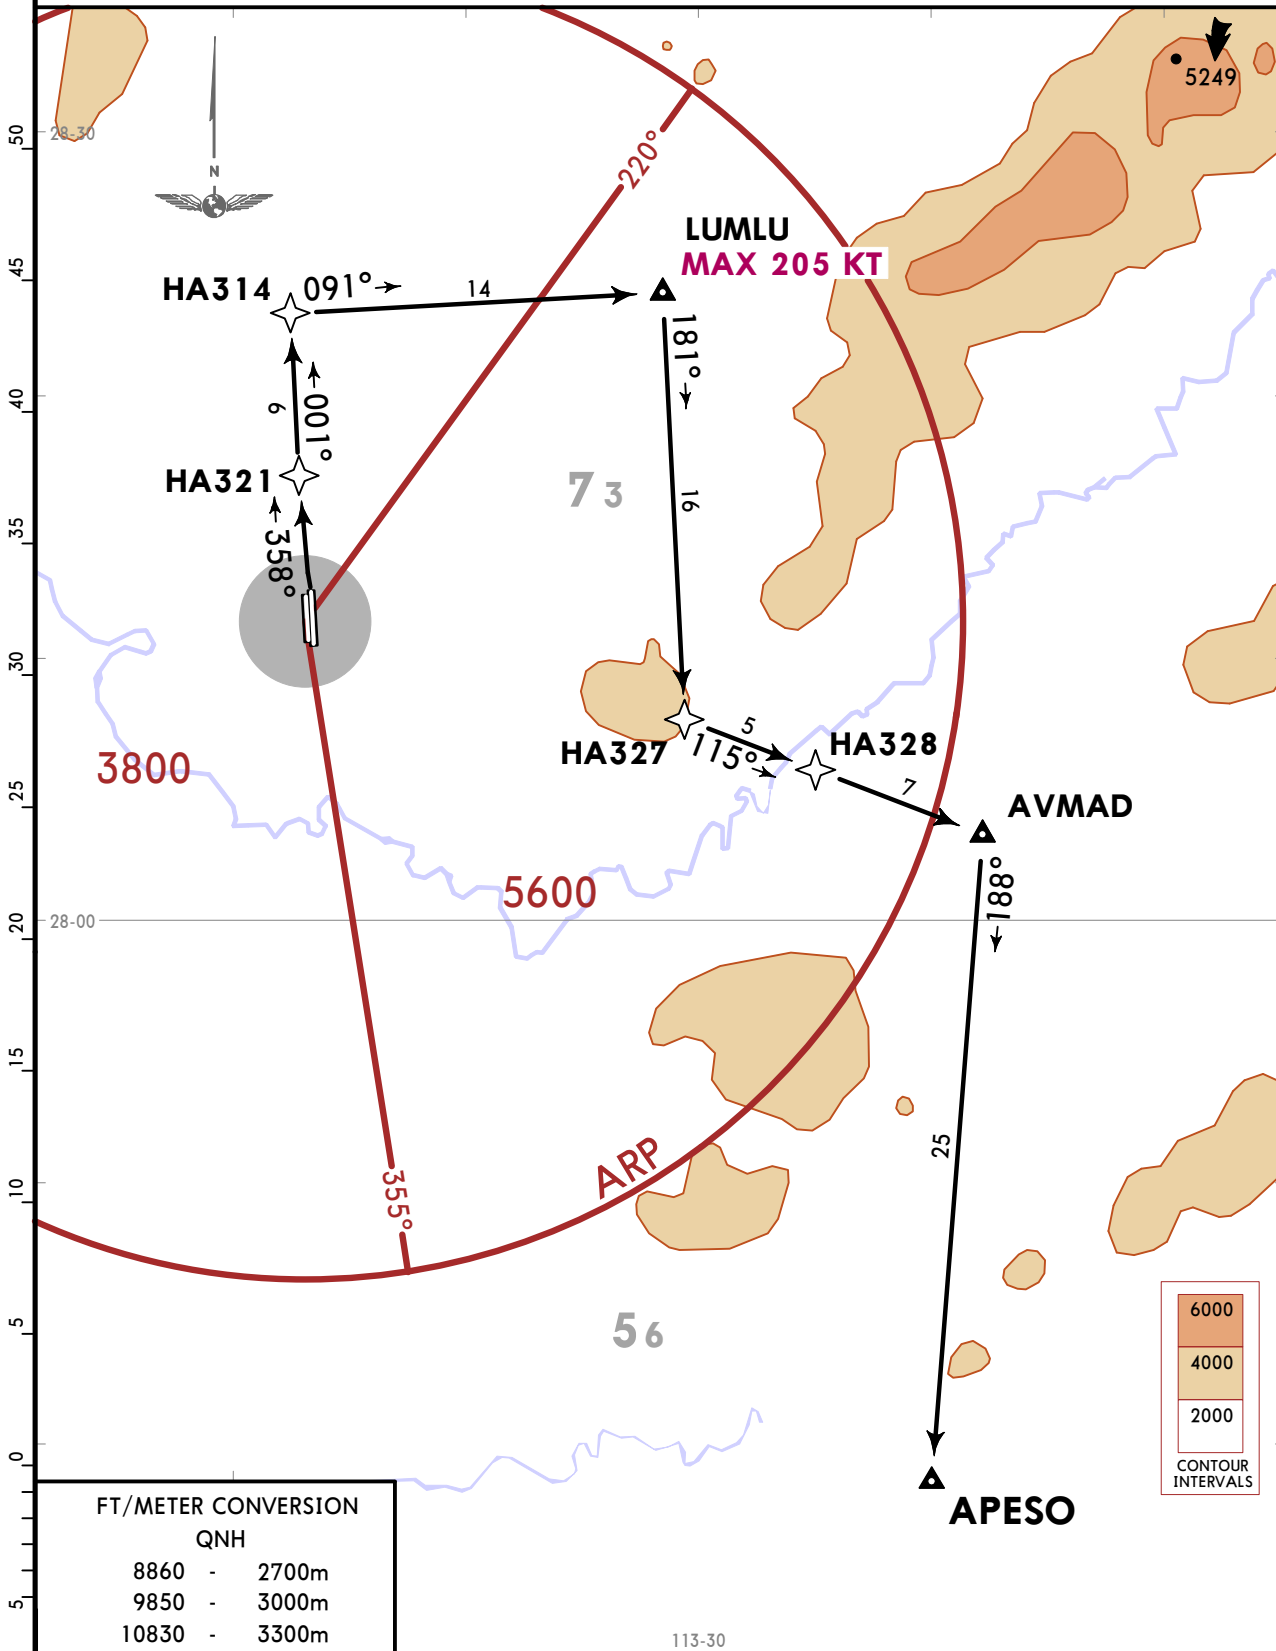 5249
50
28-30
220°
N
LUMLU
MAX 205 KT
45
HA314
091°
14
181°
40
6
001°
HA321
73
16
35
358°
30
HA327
5
115°
HA328
3800
25
7
AVMAD
5600
188°
20
28-00
15
25
ARP
10
355°
5
56
6000
4000
2000
CONTOUR
INTERVALS
0
APESO
FT/METER CONVERSION
QNH
8860 - 2700m
9850 - 3000m
10830 - 3300m
5
113-30